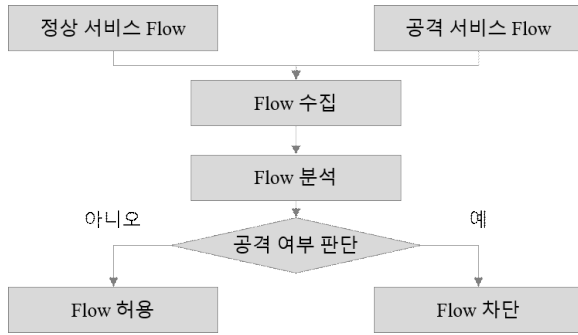 정상 서비스 Flow
공격 서비스 Flow
Flow 수집
Flow 분석
아니오
예
공격 여부 판단
Flow 허용
Flow 차단